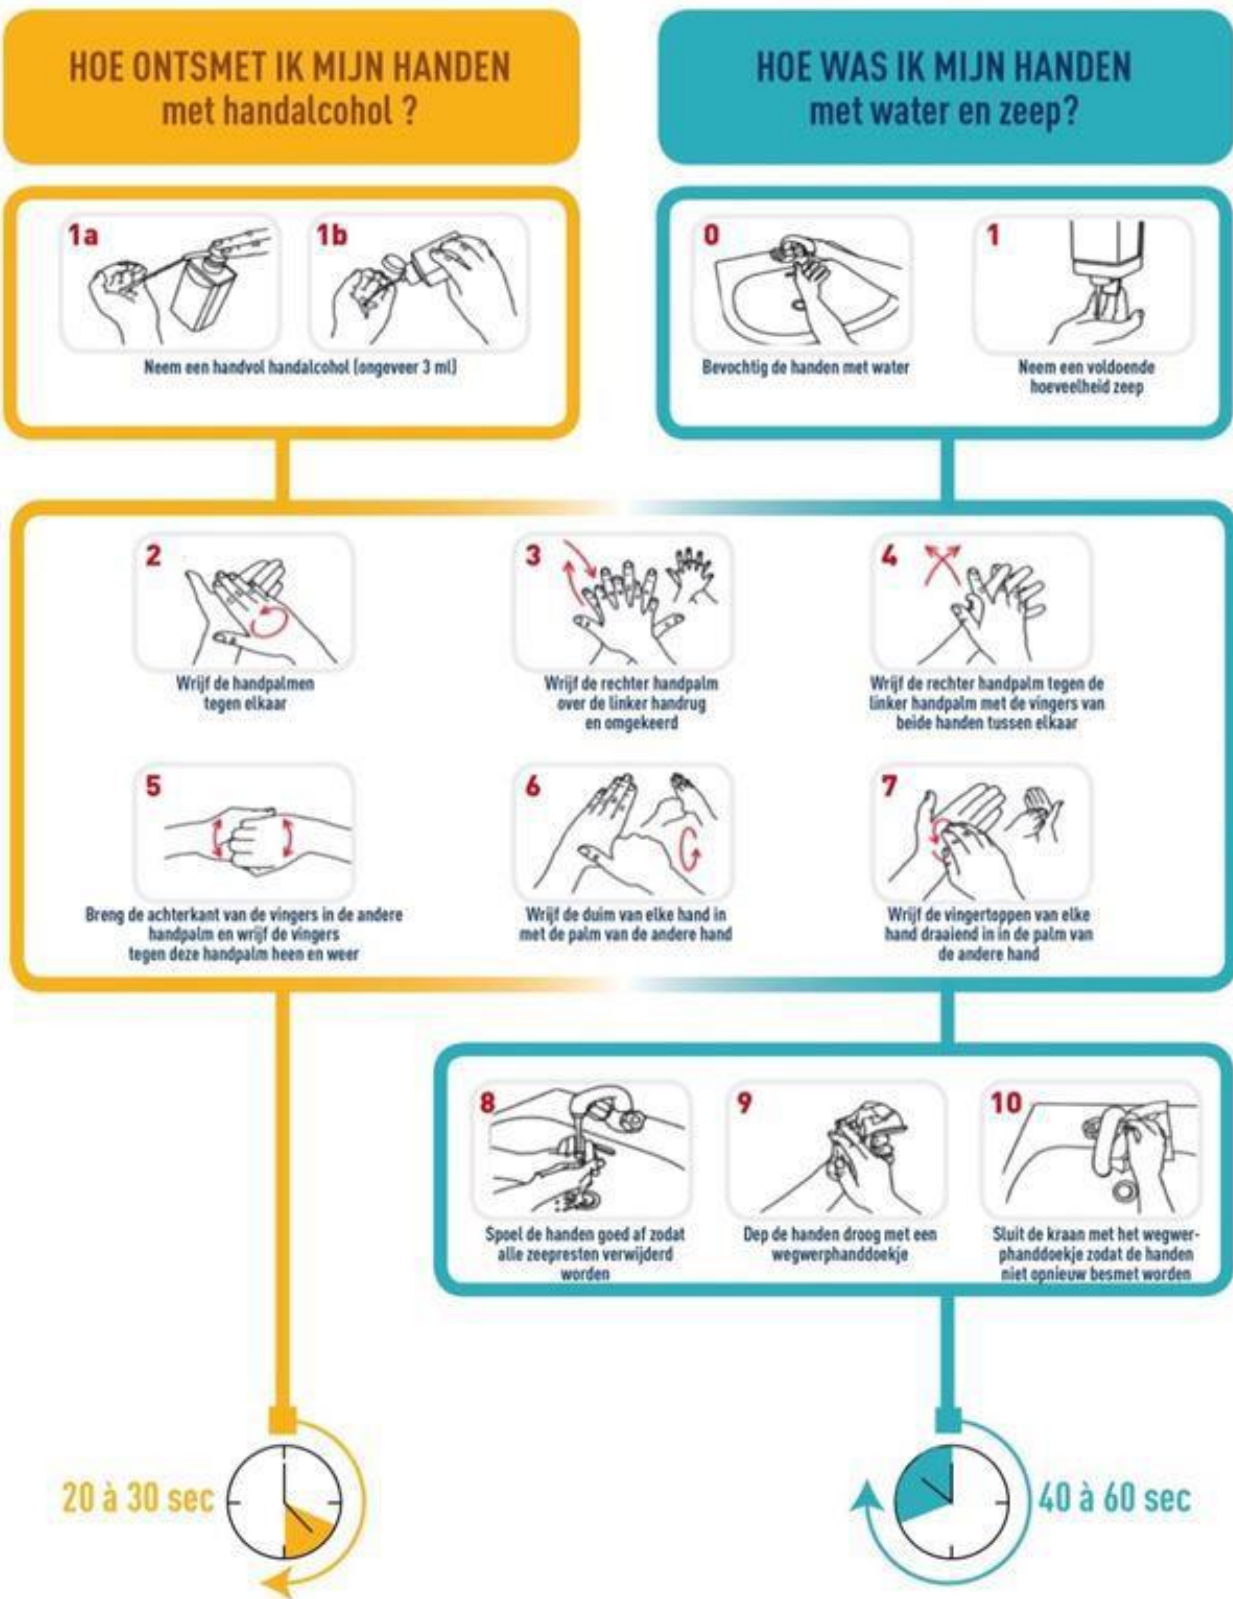 HOE ONTSMET IK MIJN HANDEN
met handalcohol ?
HOE WAS IK MIJN HANDEN
met water en zeep?
1a
1b
Neem een handvol handalcohol (ongeveer 3 ml)
0
Bevochtig de handen met water
1
Neem een voldoende
hoeveelheid zeep
2
Wrijf de handpalmen
tegen elkaar
3
Wrijf de rechter handpalm
over de linker handrug
en omgekeerd
4
Wrijf de rechter handpalm tegen de
linker handpalm met de vingers van
beide handen tussen elkaar
5
Breng de achterkant van de vingers in de andere
handpalm en wrijf de vingers
tegen deze handpalm heen en weer
6
Wrijf de duim van elke hand in
met de palm van de andere hand
7
Wrijf de vingertoppen van elke
hand draaiend in in de palm van
de andere hand
8
Spoel de handen goed af zodat
alle zeepresten verwijderd
worden
9
Dep de handen droog met een
wegwerphanddoekje
10
Sluit de kraan met het wegwer-
phanddoekje zodat de handen
niet opnieuw besmet worden
20 à 30 sec
40 à 60 sec